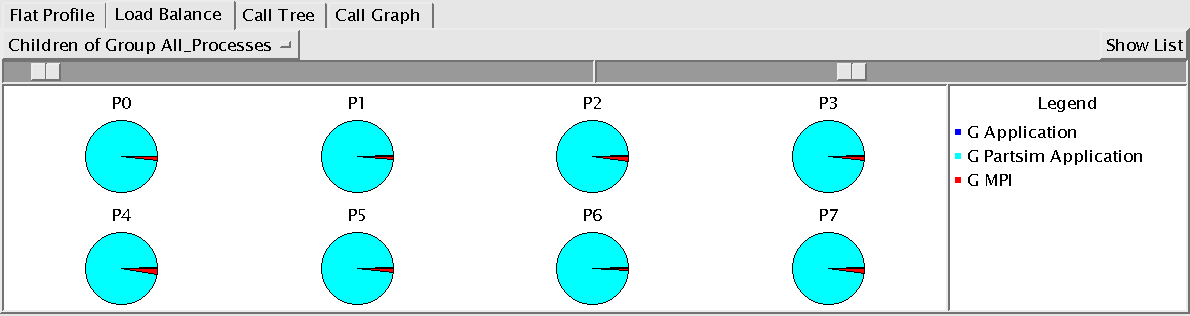 Flat Profile Load Balance Call Tree Call Graph
Children of Group All_Processes Show List
P0 P1 P2 P3 Legend
G Application
G Partsim Application
G MPI
P4 P5 P6 P7